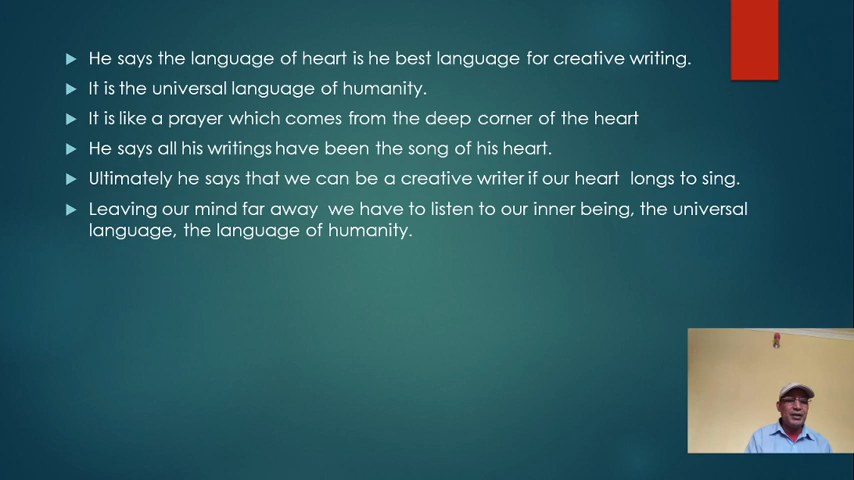 He says the language of heart is he best language for creative writing.
It is the universal language of humanity.
It is like a prayer which comes from the deep corner of the heart
He says all his writings have been the song of his heart.
Ultimately he says that we can be a creative writer if our heart longs to sing.
Leaving our mind far away we have to listen to our inner being, the universal
language, the language of humanity.